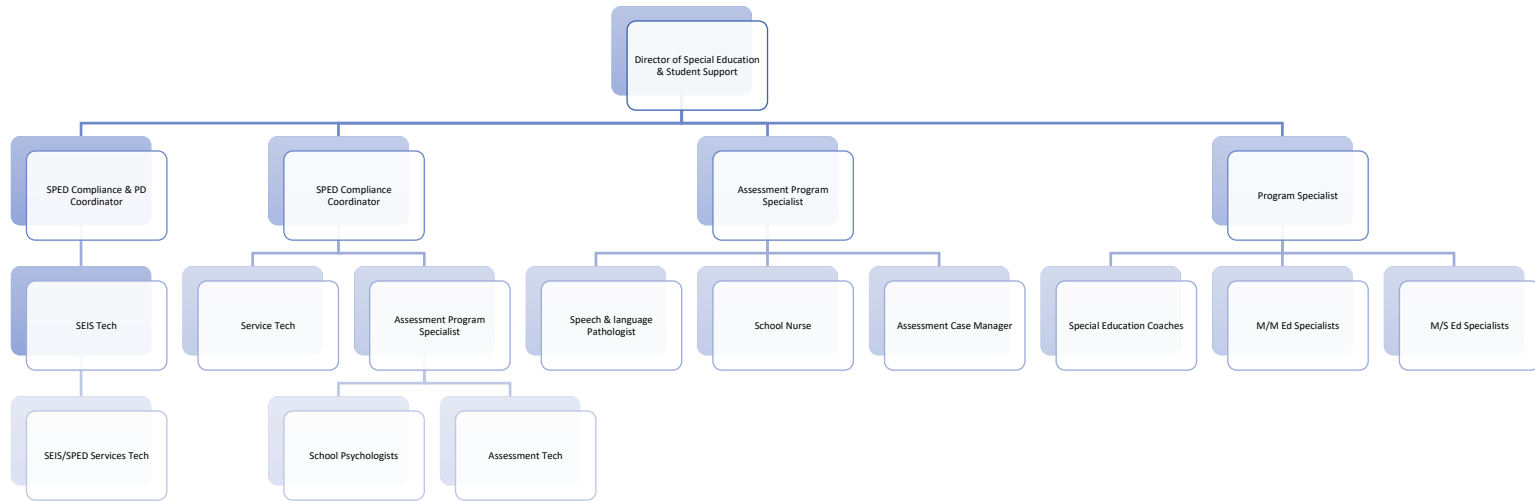 Director of Special Education
& Student Support
SPED Compliance & PD
Coordinator
SPED Compliance
Coordinator
Assessment Program
Specialist
Program Specialist
SEIS Tech
Service Tech
Assessment Program
Specialist
Speech & language
Pathologist
School Nurse
Assessment Case Manager
Special Education Coaches
M/M Ed Specialists
M/S Ed Specialists
SEIS/SPED Services Tech
School Psychologists
Assessment Tech